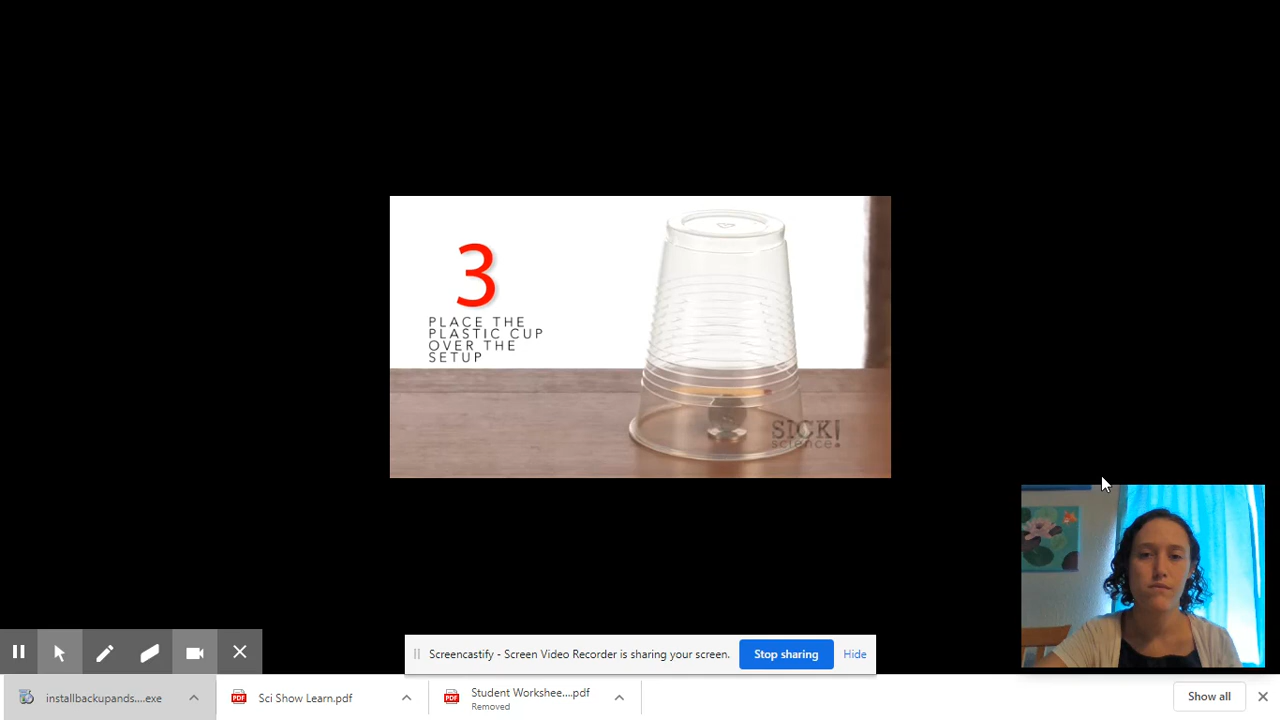 3
PLACE THE
PLASTIC CUP
OVER THE
SETUP
SICK!
science!
Screencastify - Screen Video Recorder is sharing your screen.
Stop sharing
Hide
installbackupands....exe
Sci Show Learn.pdf
Student Workshee....pdf
Removed
Show all